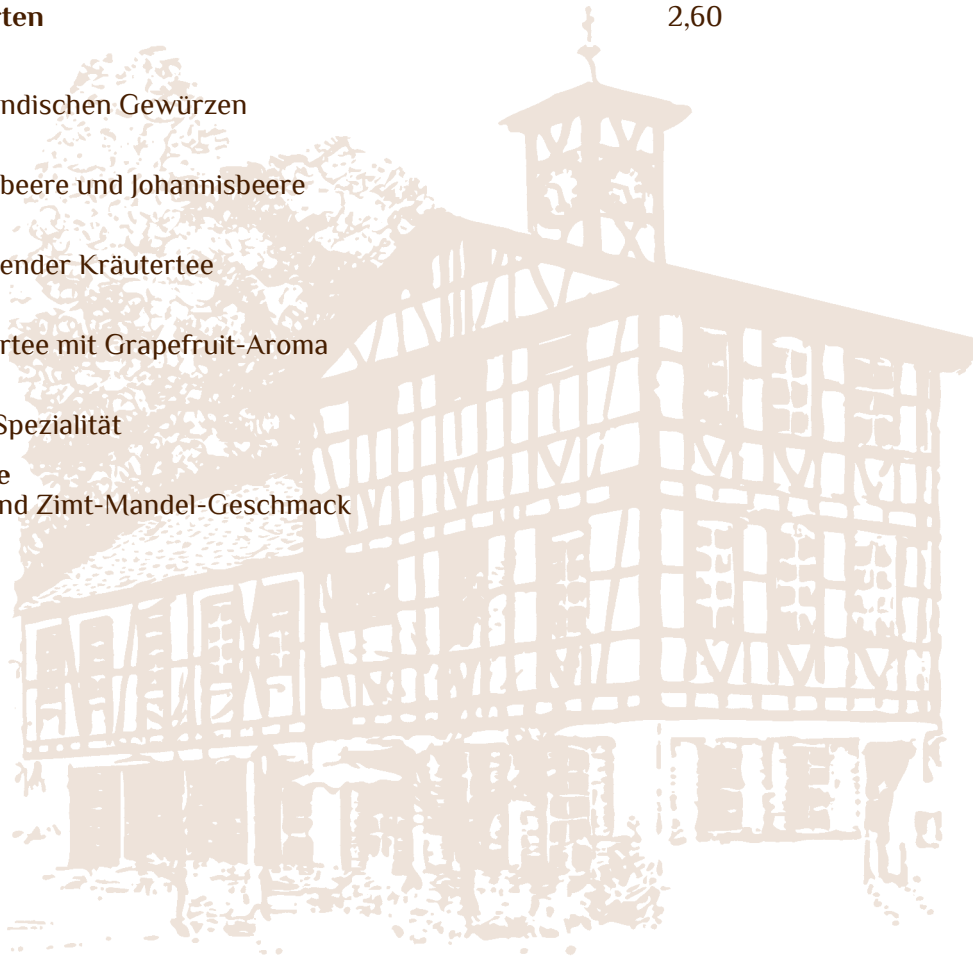 rten 2,60
ndischen Gewürzen
beere und Johannisbeere
ender Kräutertee
rtee mit Grapefruit-Aroma
Spezialität
e
nd Zimt-Mandel-Geschmack